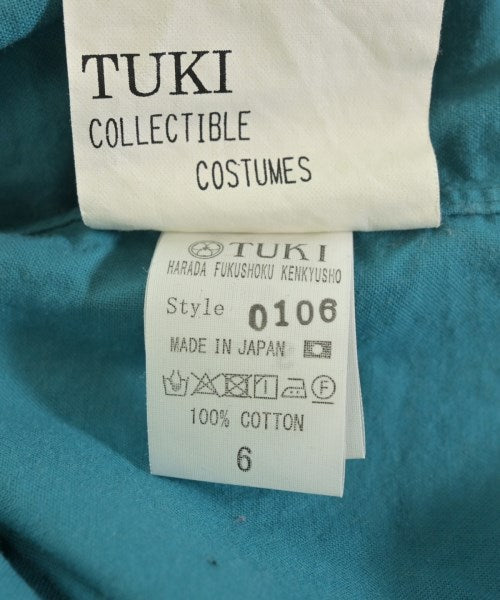 TUKI
COLLECTIBLE
COSTUMES
TUKI
HARADA FUKUSHOKU KENKYUSHO
Style 0106
MADE IN JAPAN
100% COTTON
6